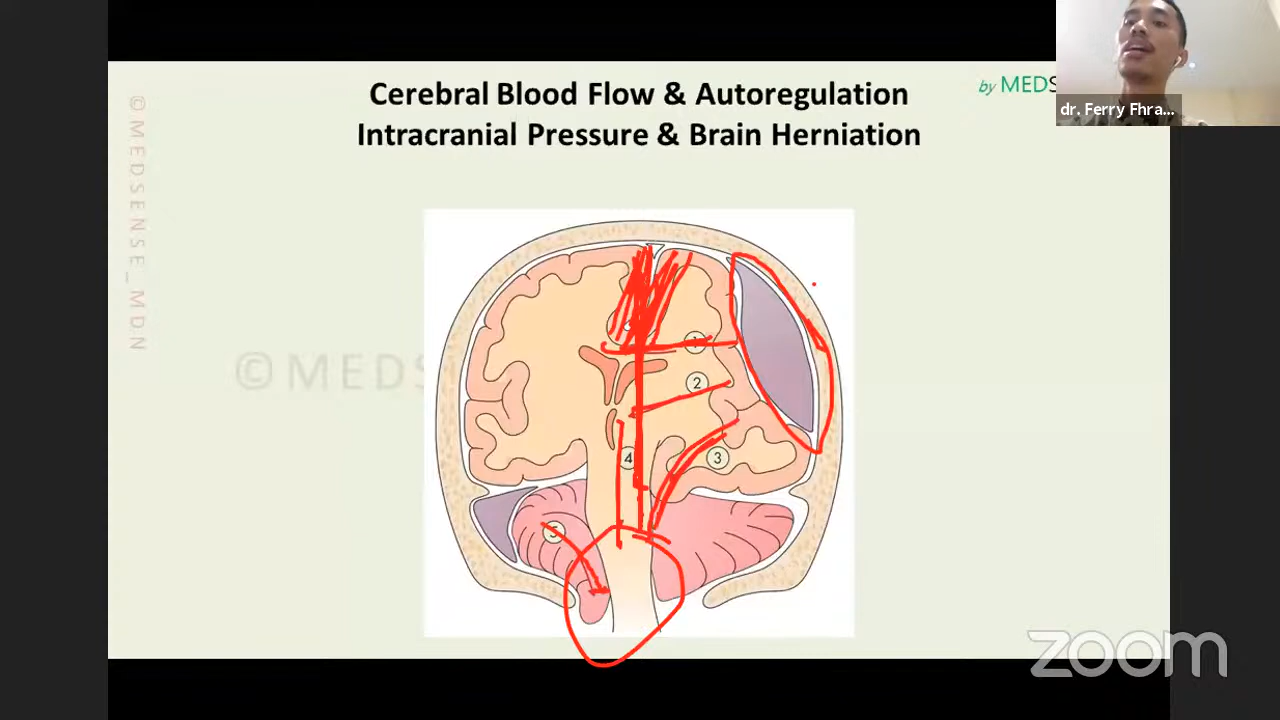 Cerebral Blood Flow & Autoregulation
Intracranial Pressure & Brain Herniation
by MEDS
dr. Ferry Fhra...
©MEDSENSE_MDN
©MEDS
1
2
3
4
5
zoom